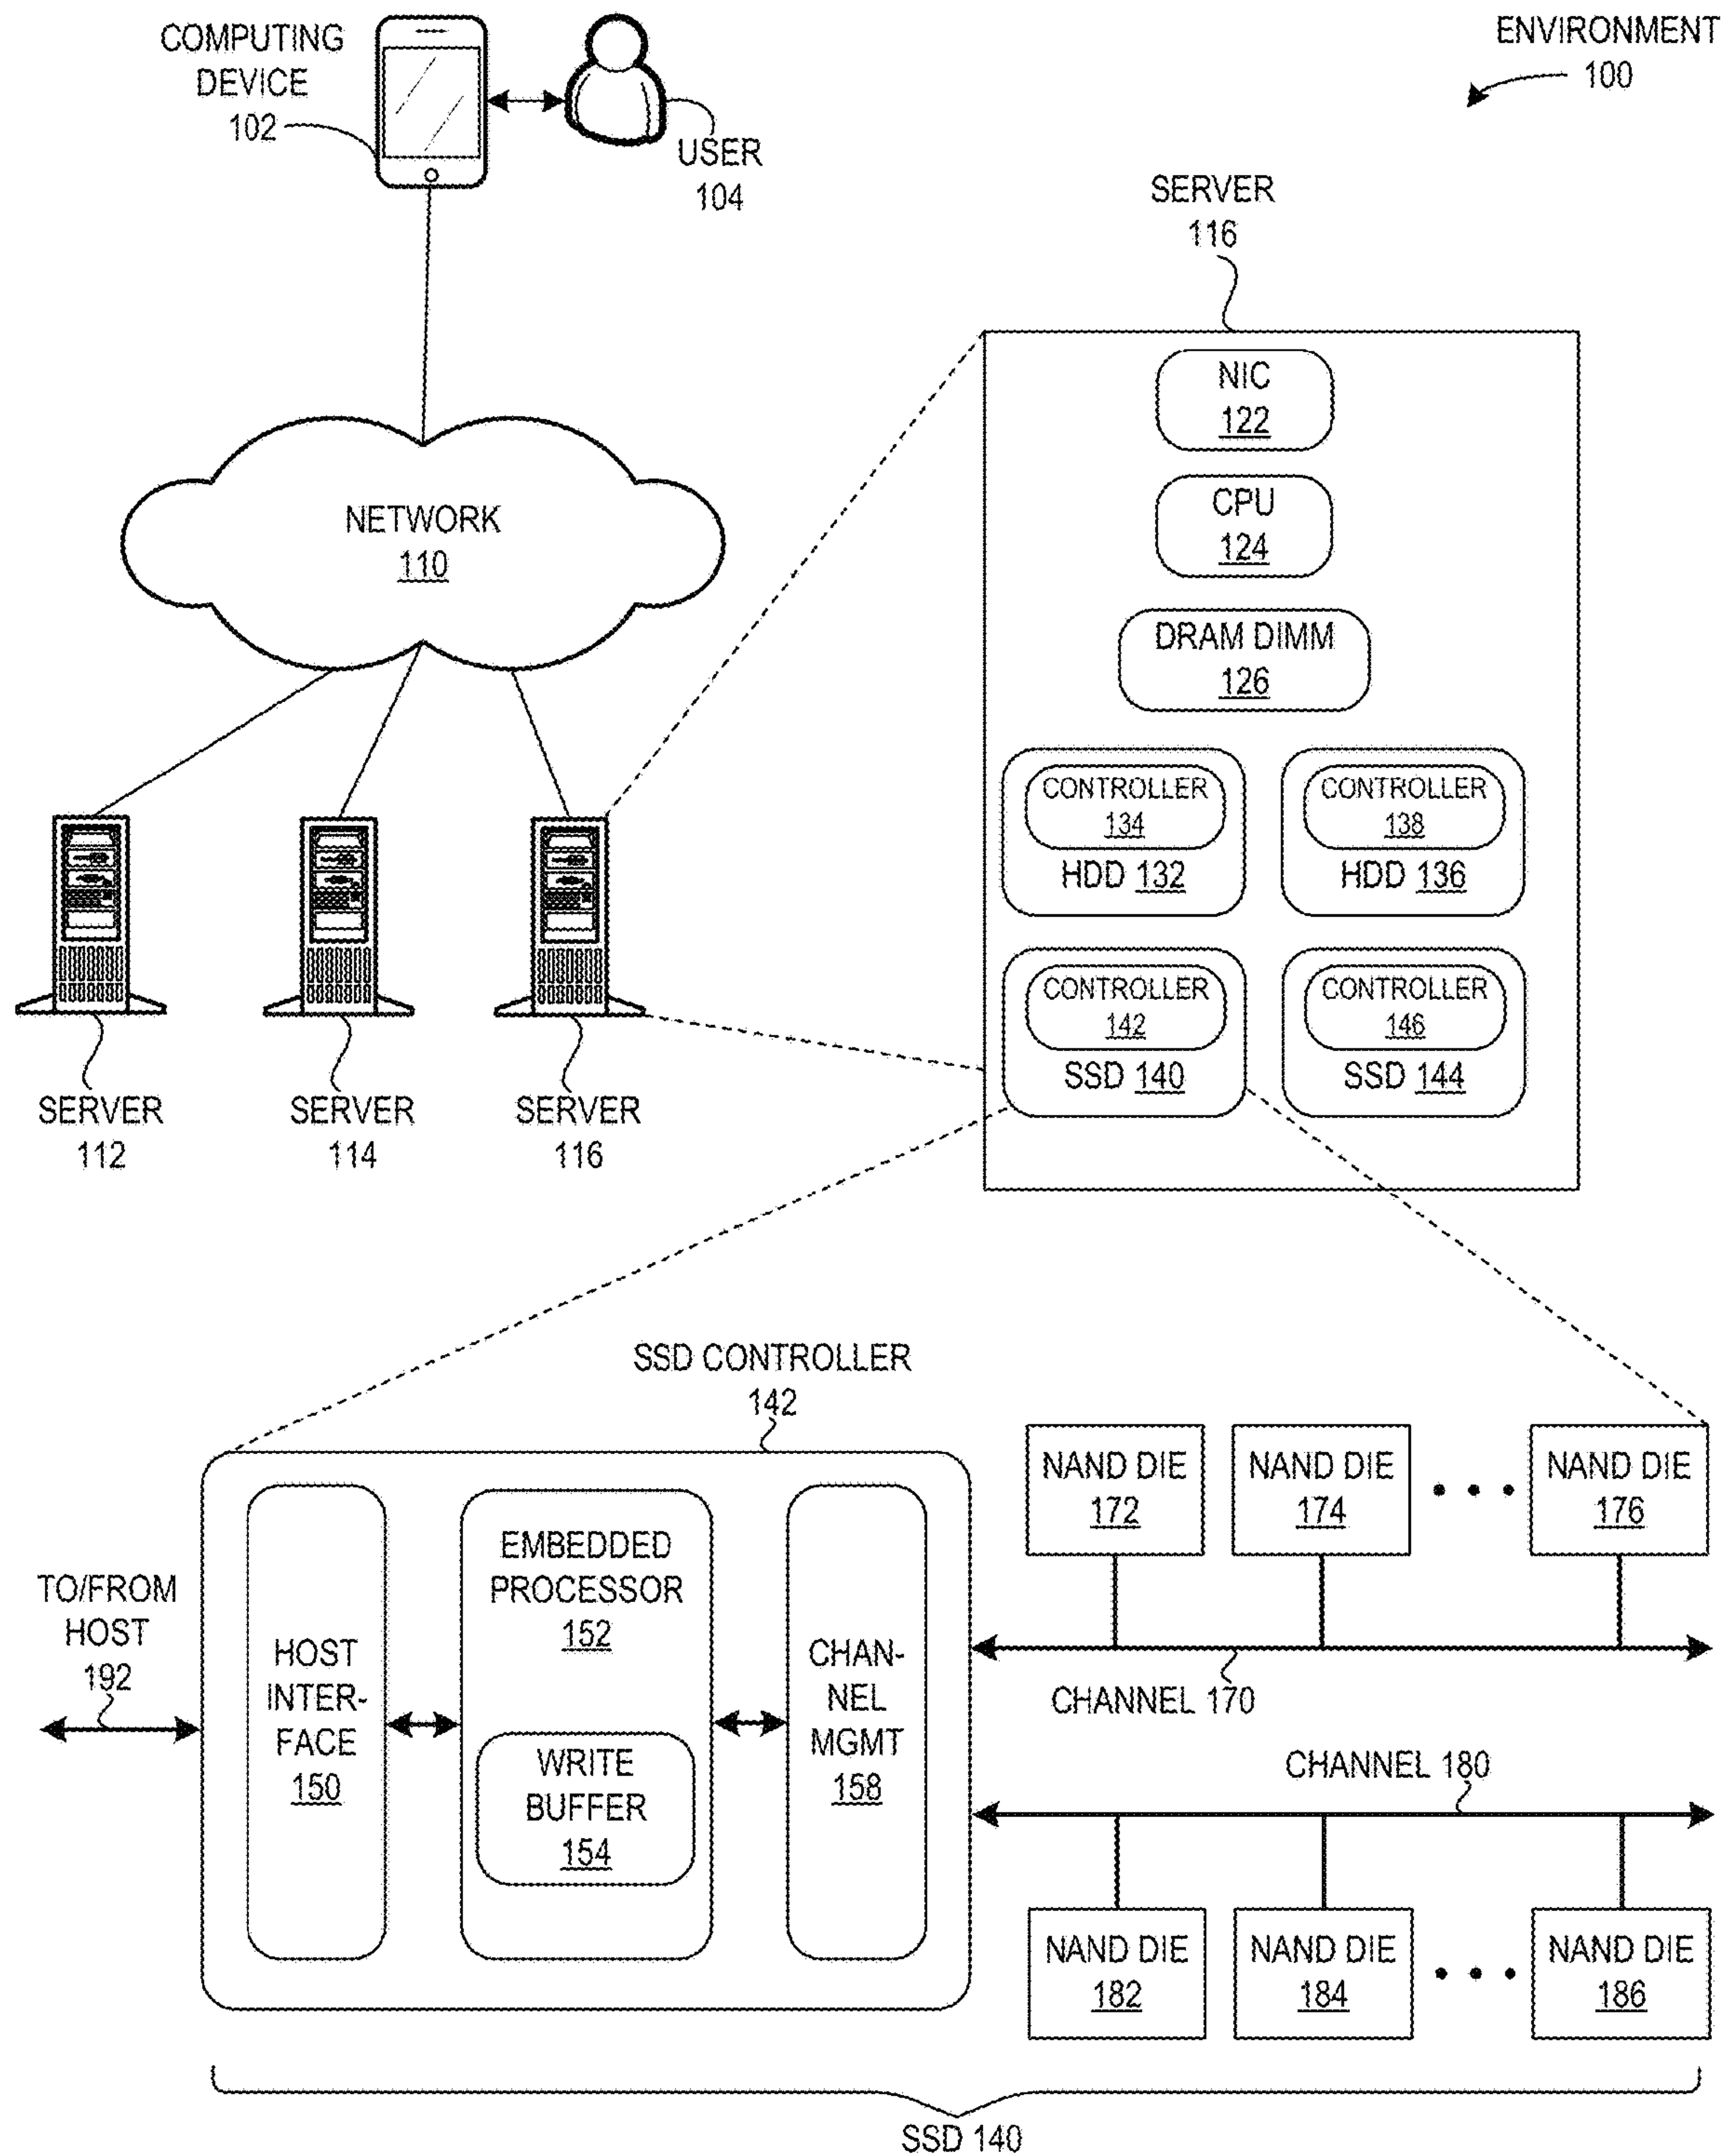 COMPUTING
DEVICE
102
USER
104
ENVIRONMENT
100
SERVER
116
NETWORK
110
NIC
122
CPU
124
DRAM DIMM
126
CONTROLLER
134
HDD 132
CONTROLLER
138
HDD 136
CONTROLLER
142
SSD 140
CONTROLLER
146
SSD 144
SERVER
112
SERVER
114
SERVER
116
SSD CONTROLLER
142
TO/FROM
HOST
192
HOST
INTER-
FACE
150
EMBEDDED
PROCESSOR
152
WRITE
BUFFER
154
CHAN-
NEL
MGMT
158
NAND DIE
172
NAND DIE
174
NAND DIE
176
CHANNEL 170
CHANNEL 180
NAND DIE
182
NAND DIE
184
NAND DIE
186
SSD 140